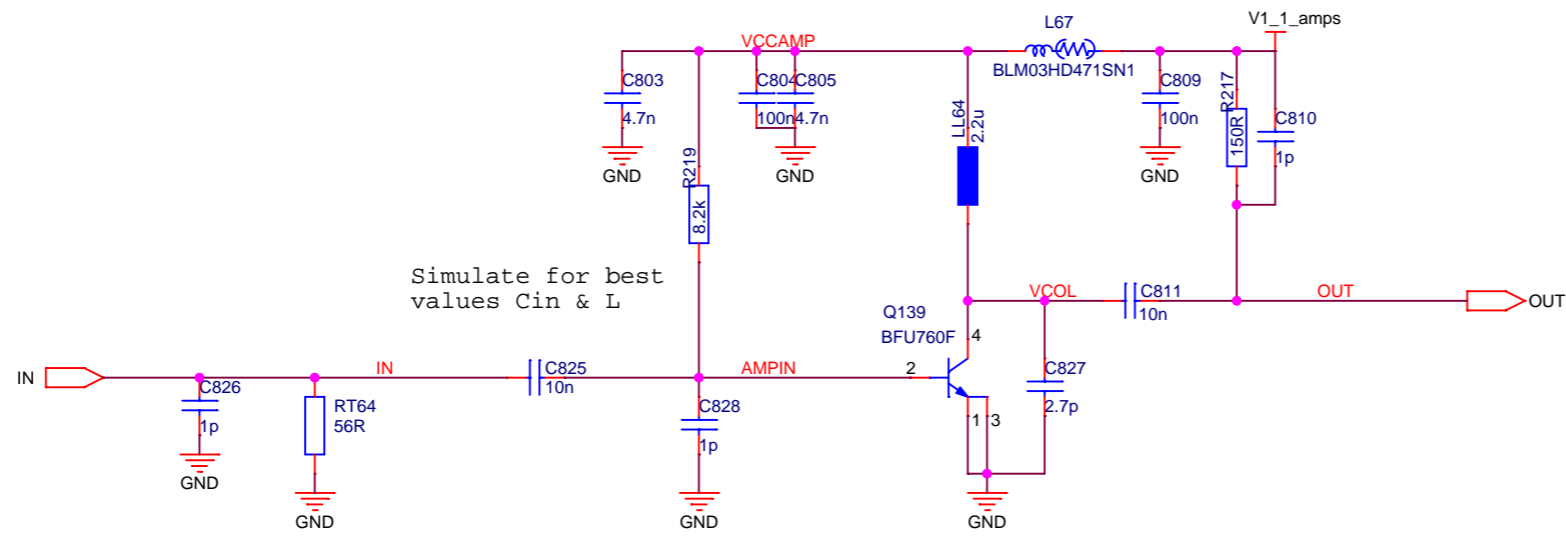 V1_1_amps
L67
VCCAMP
BLM03HD471SN1
C803
4.7n
C804
100n
C805
4.7n
C809
100n
R217
150R
C810
1p
LL64
2.2u
GND
GND
GND
R219
8.2k
Simulate for best
values Cin & L
VCOL
C811
10n
OUT
OUT
Q139
BFU760F
4
2
1
3
IN
IN
C825
10n
AMPIN
C826
1p
RT64
56R
C828
1p
C827
2.7p
GND
GND
GND
GND